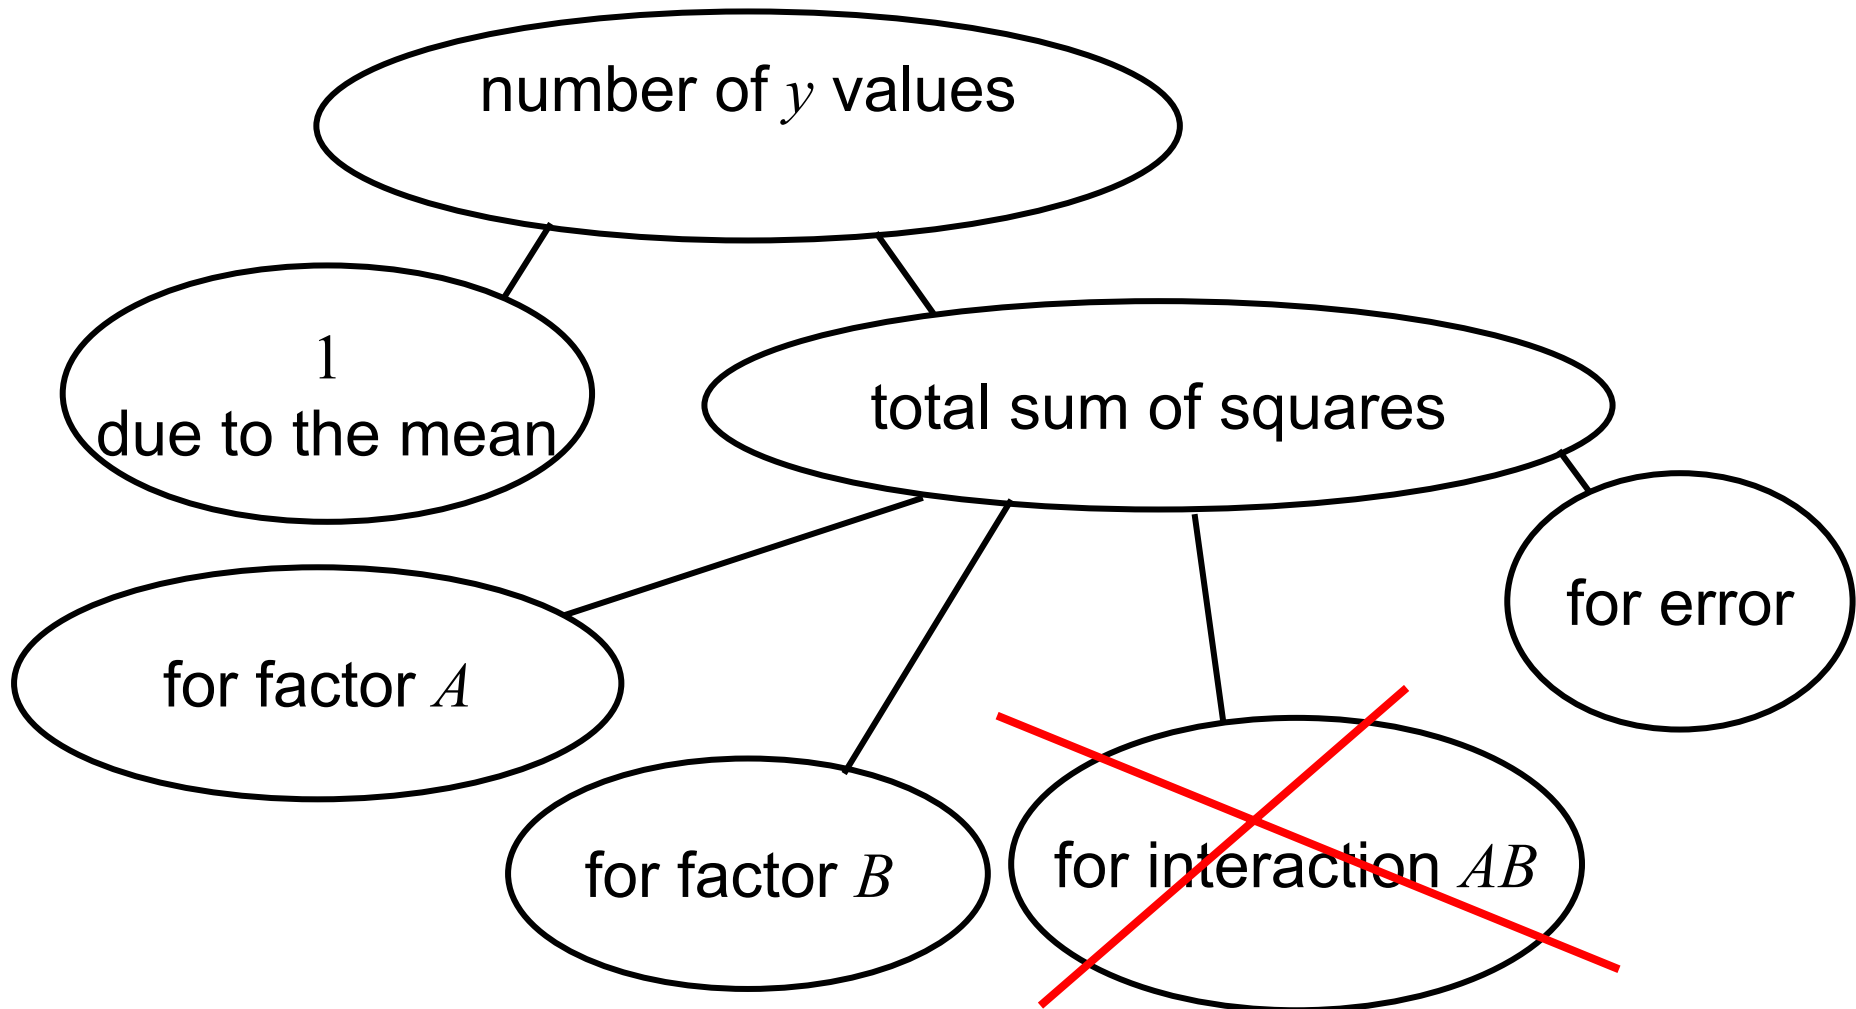 number of y values
1
due to the mean
total sum of squares
for error
for factor A
for factor B
for interaction AB